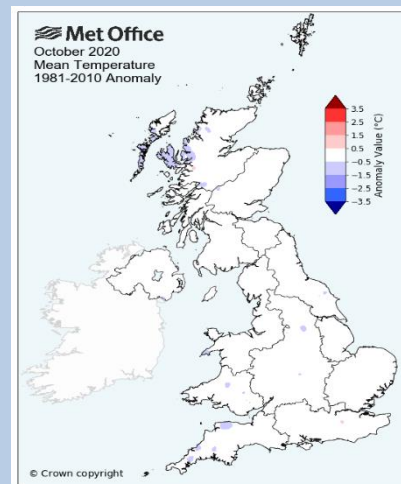 Met Office
October 2020
Mean Temperature
1981-2010 Anomaly
3.5
2.5
1.5
0.5
−0.5
−1.5
−2.5
−3.5
Anomaly Value (°C)
© Crown copyright